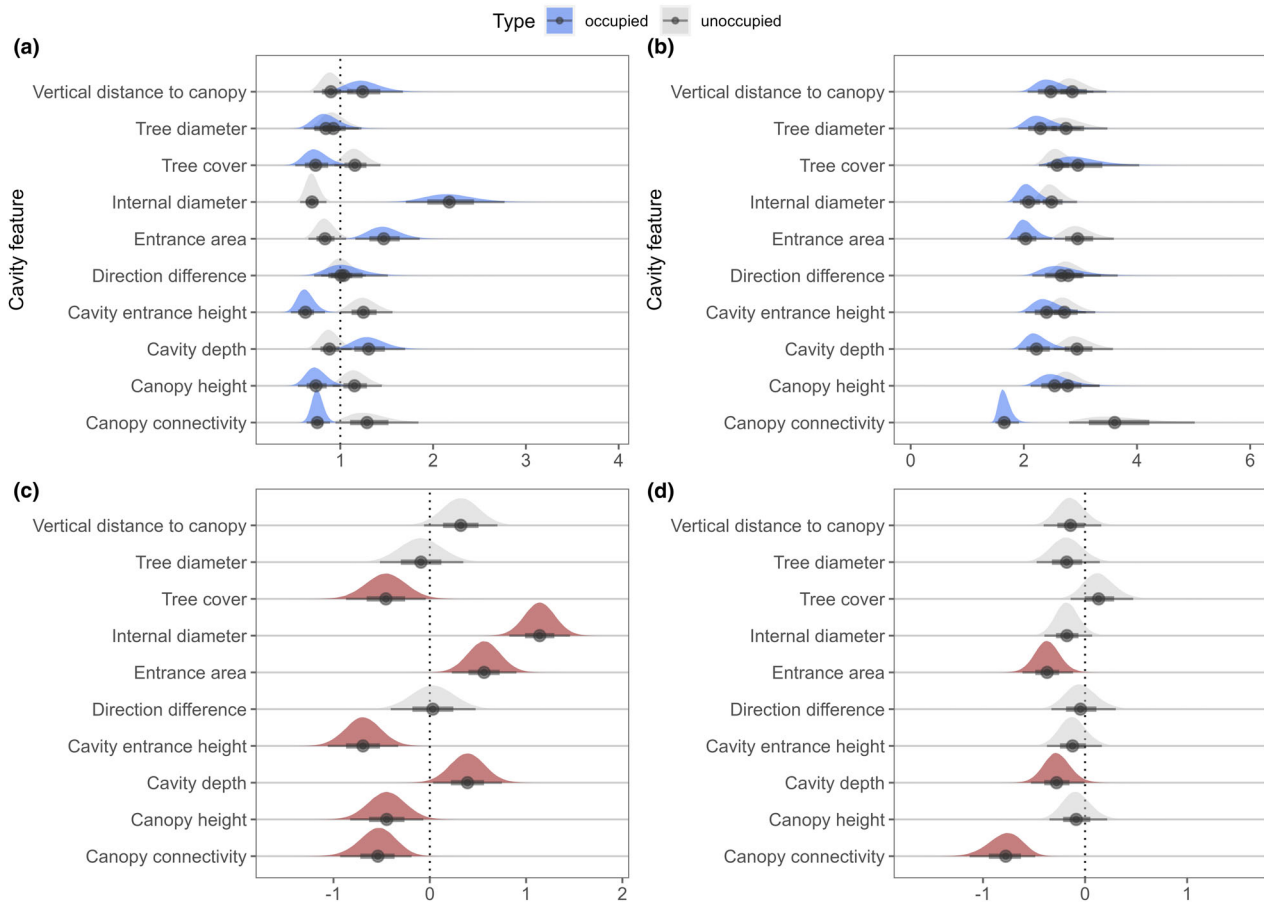 Type occupied unoccupied
(a)
Cavity feature
Vertical distance to canopy
Tree diameter
Tree cover
Internal diameter
Entrance area
Direction difference
Cavity entrance height
Cavity depth
Canopy height
Canopy connectivity
1 2 3 4
(b)
Cavity feature
Vertical distance to canopy
Tree diameter
Tree cover
Internal diameter
Entrance area
Direction difference
Cavity entrance height
Cavity depth
Canopy height
Canopy connectivity
0 2 4 6
(c)
Vertical distance to canopy
Tree diameter
Tree cover
Internal diameter
Entrance area
Direction difference
Cavity entrance height
Cavity depth
Canopy height
Canopy connectivity
-1 0 1 2
(d)
Vertical distance to canopy
Tree diameter
Tree cover
Internal diameter
Entrance area
Direction difference
Cavity entrance height
Cavity depth
Canopy height
Canopy connectivity
-1 0 1